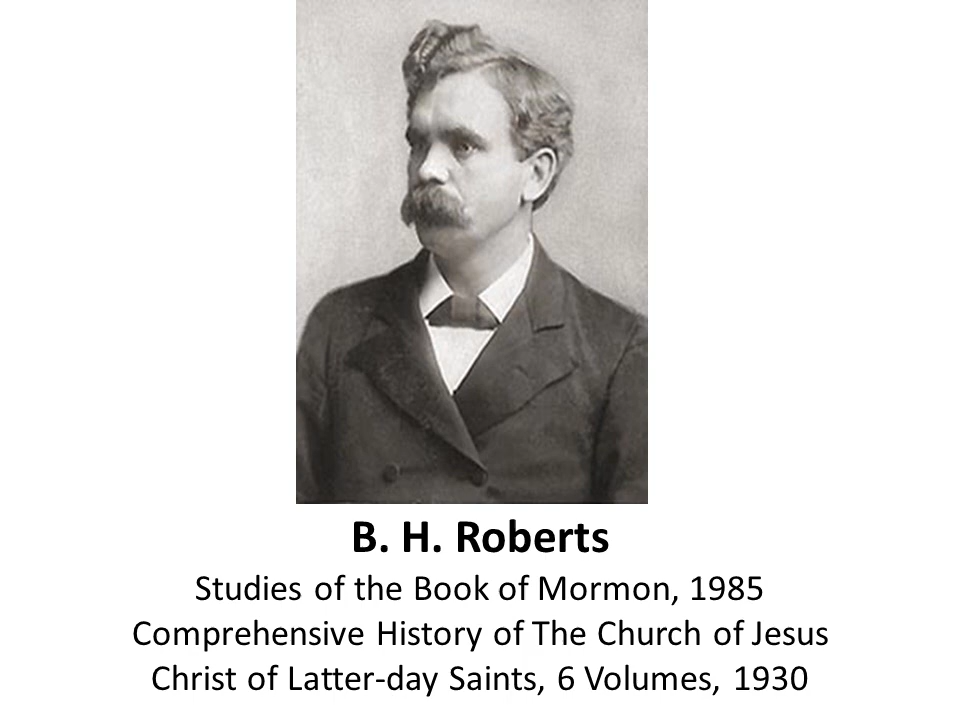 B. H. Roberts
Studies of the Book of Mormon, 1985
Comprehensive History of The Church of Jesus
Christ of Latter-day Saints, 6 Volumes, 1930